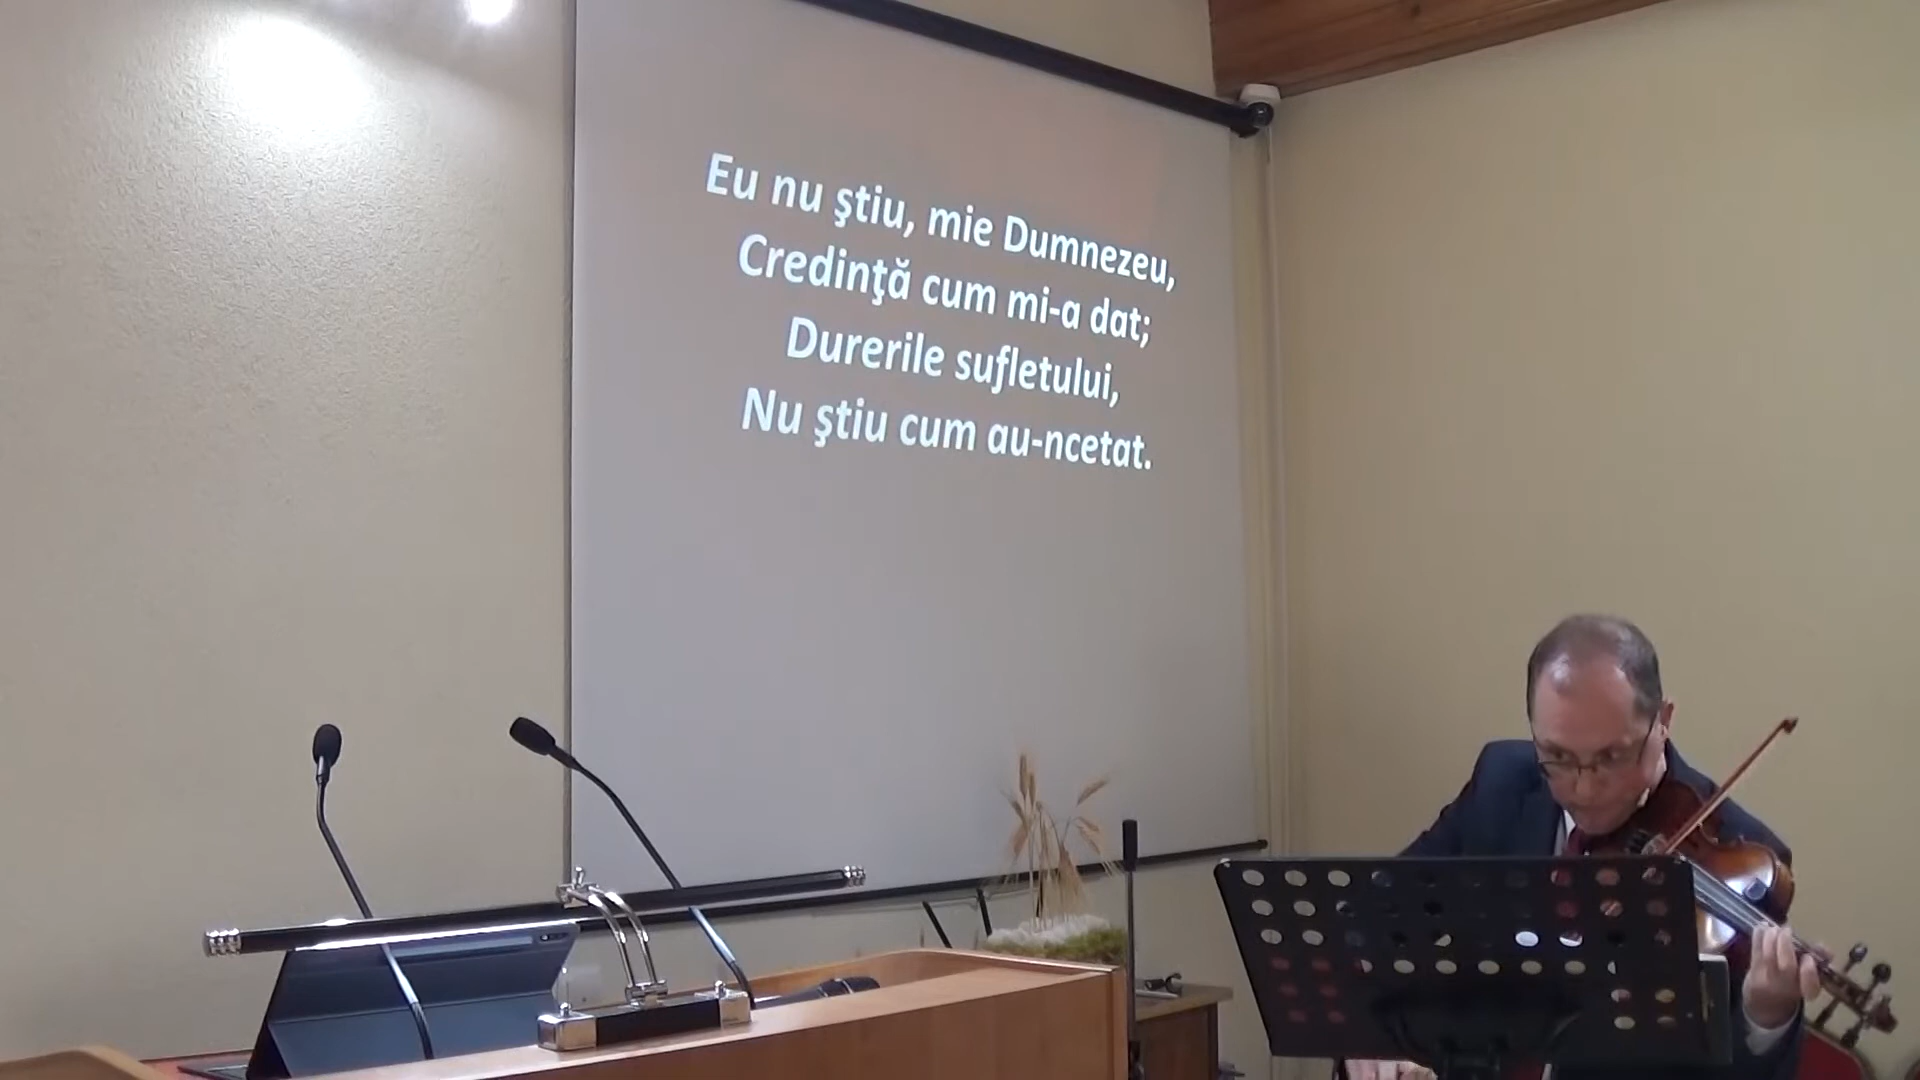 Eu nu ştiu, mie Dumnezeu,
Credinţă cum mi-a dat;
Durerile sufletului,
Nu ştiu cum au-ncetat.